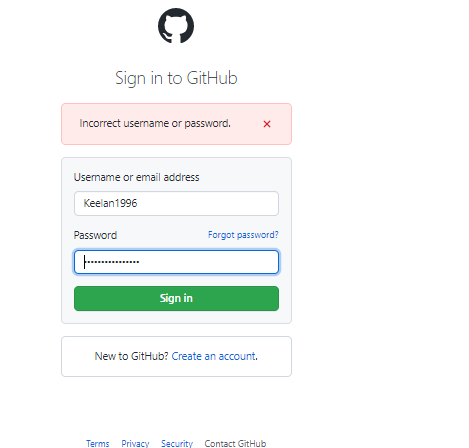 Sign in to GitHub
Incorrect username or password.
Username or email address
Keelan1996
Password Forgot password?
••••••••••••••••
Sign in
New to GitHub? Create an account.
Terms Privacy Security Contact GitHub